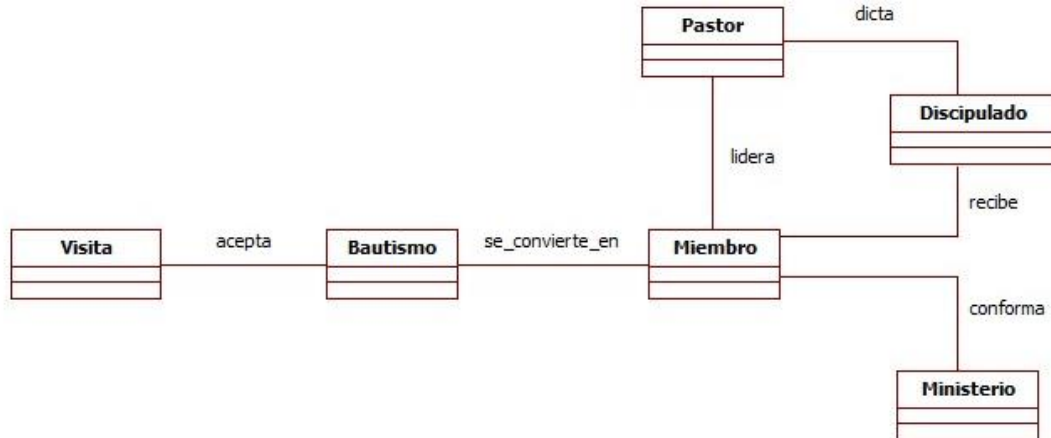 Pastor
dicta
Discipulado
lidera
recibe
Visita
acepta
Bautismo
se_convierte_en
Miembro
conforma
Ministerio